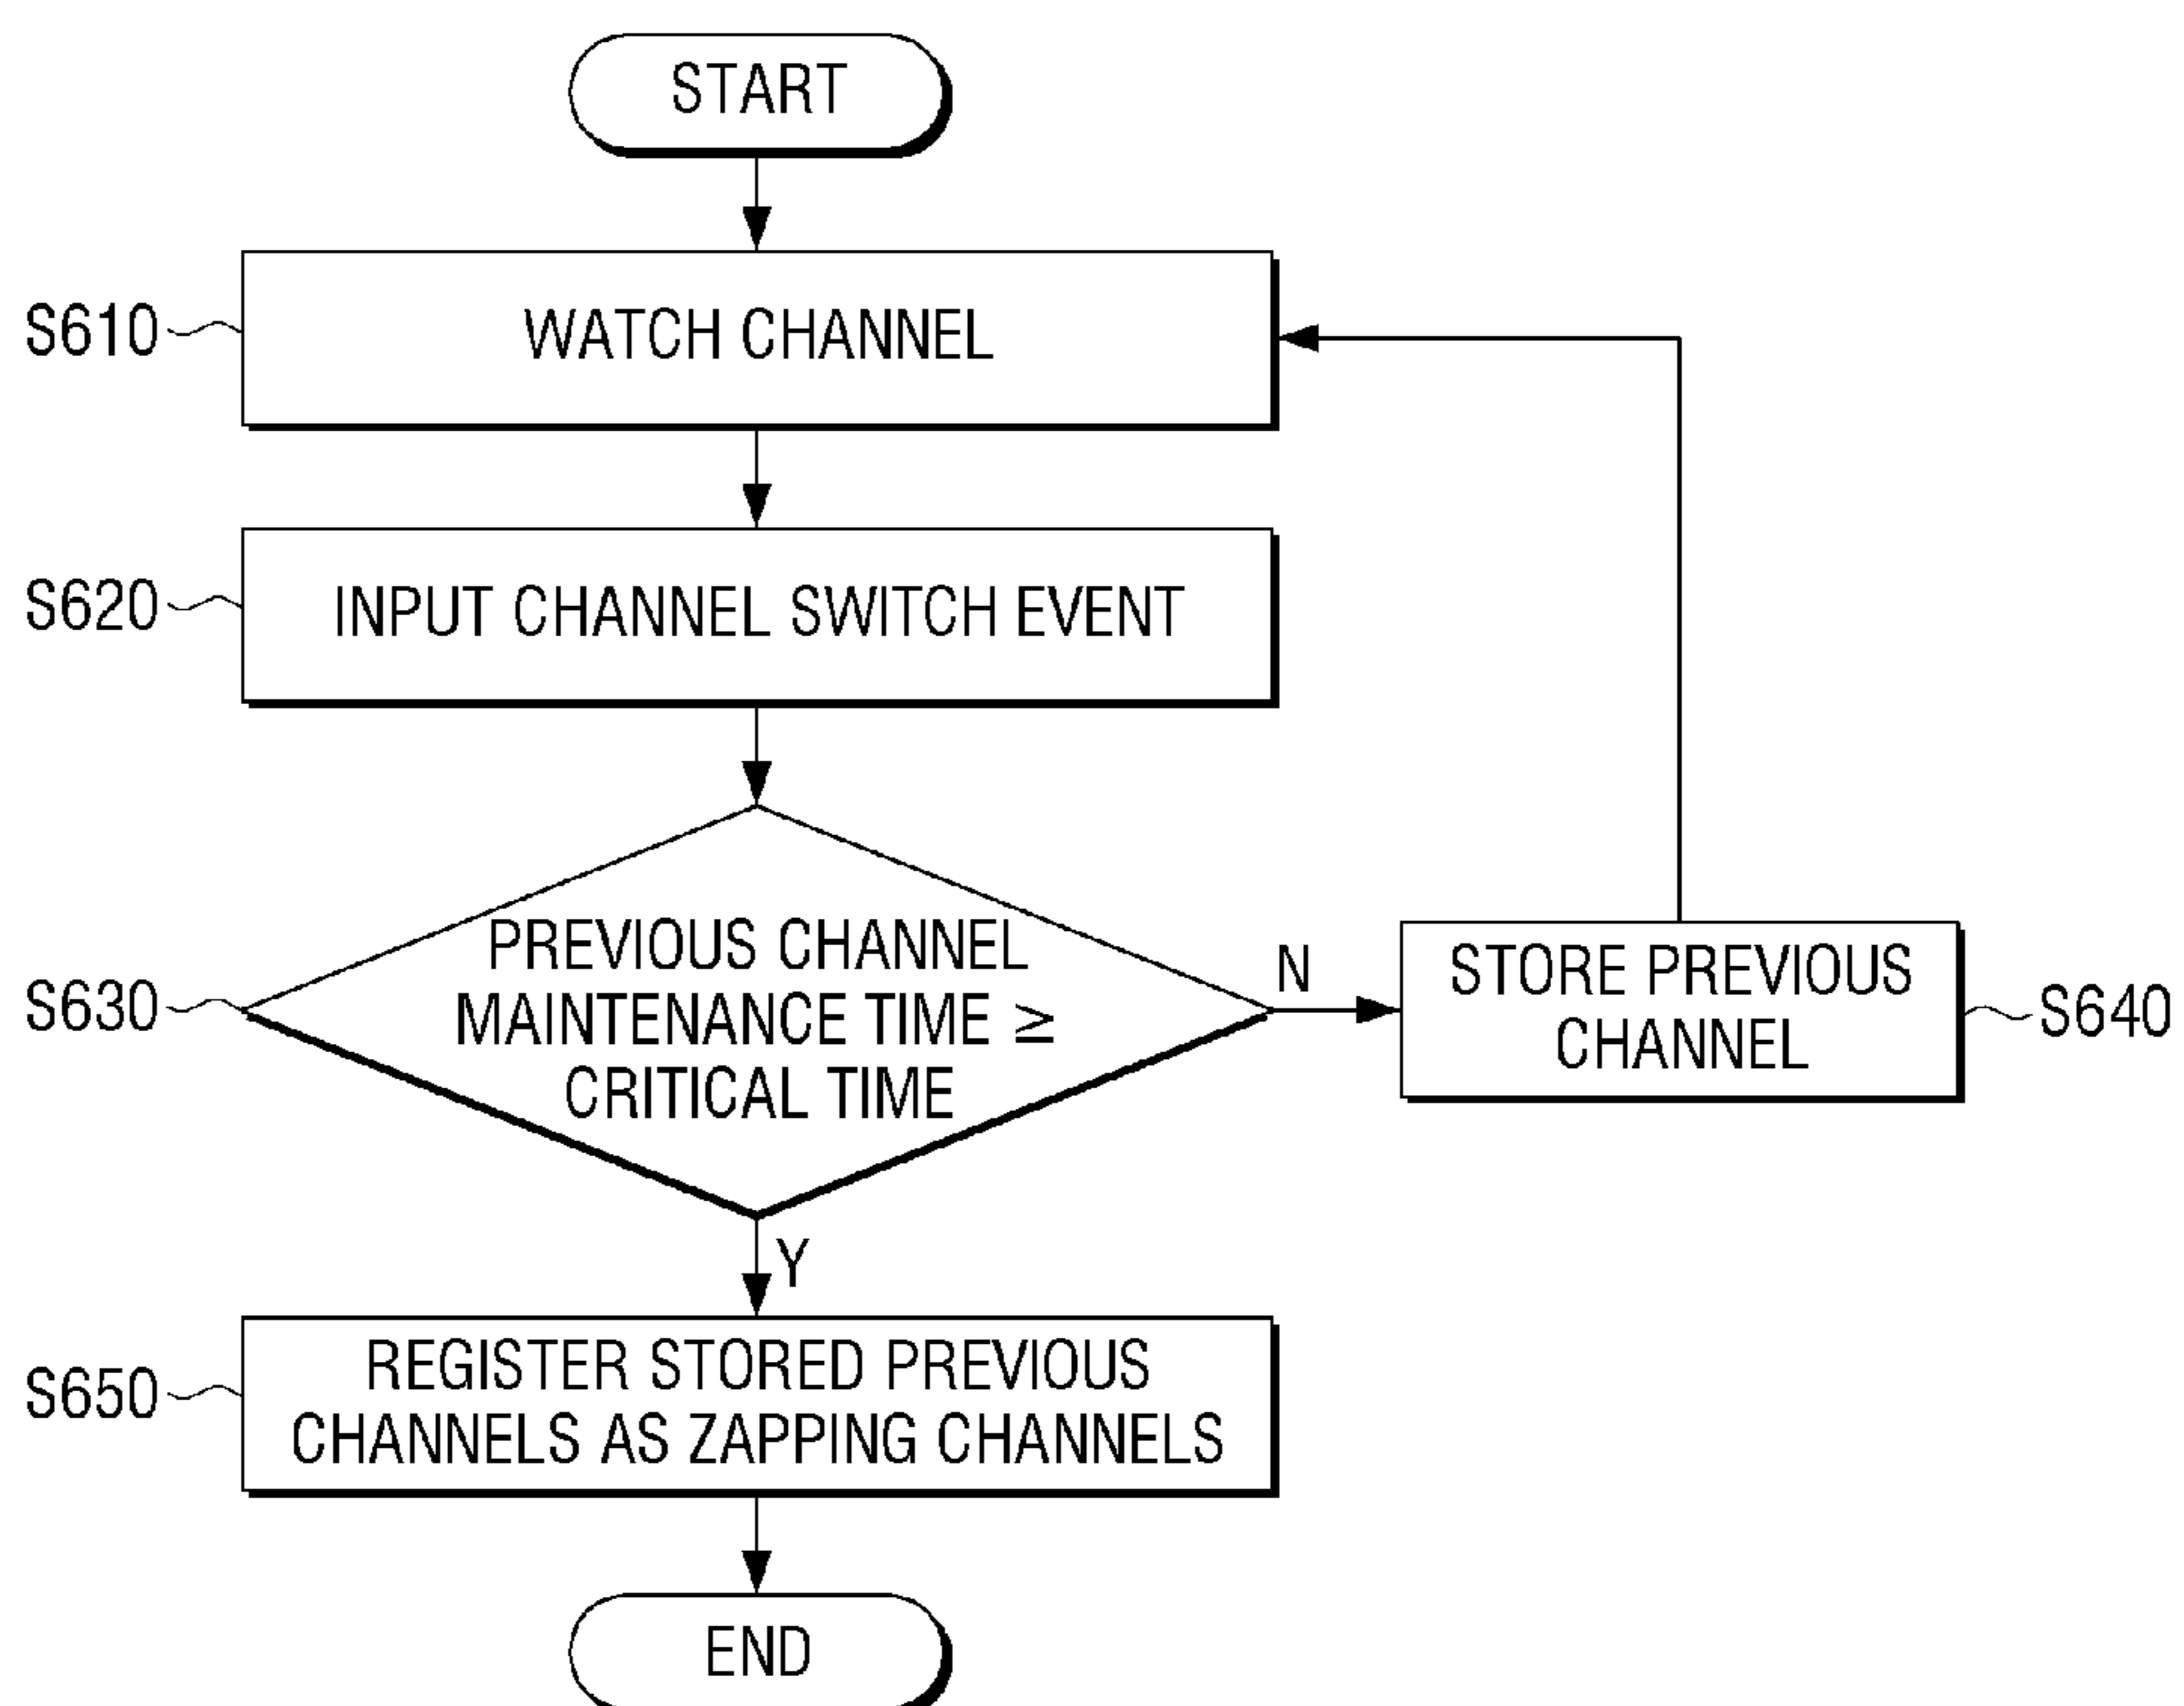 START
S610
WATCH CHANNEL
S620
INPUT CHANNEL SWITCH EVENT
S630
PREVIOUS CHANNEL
MAINTENANCE TIME ≥
CRITICAL TIME
N
STORE PREVIOUS
CHANNEL
S640
Y
S650
REGISTER STORED PREVIOUS
CHANNELS AS ZAPPING CHANNELS
END